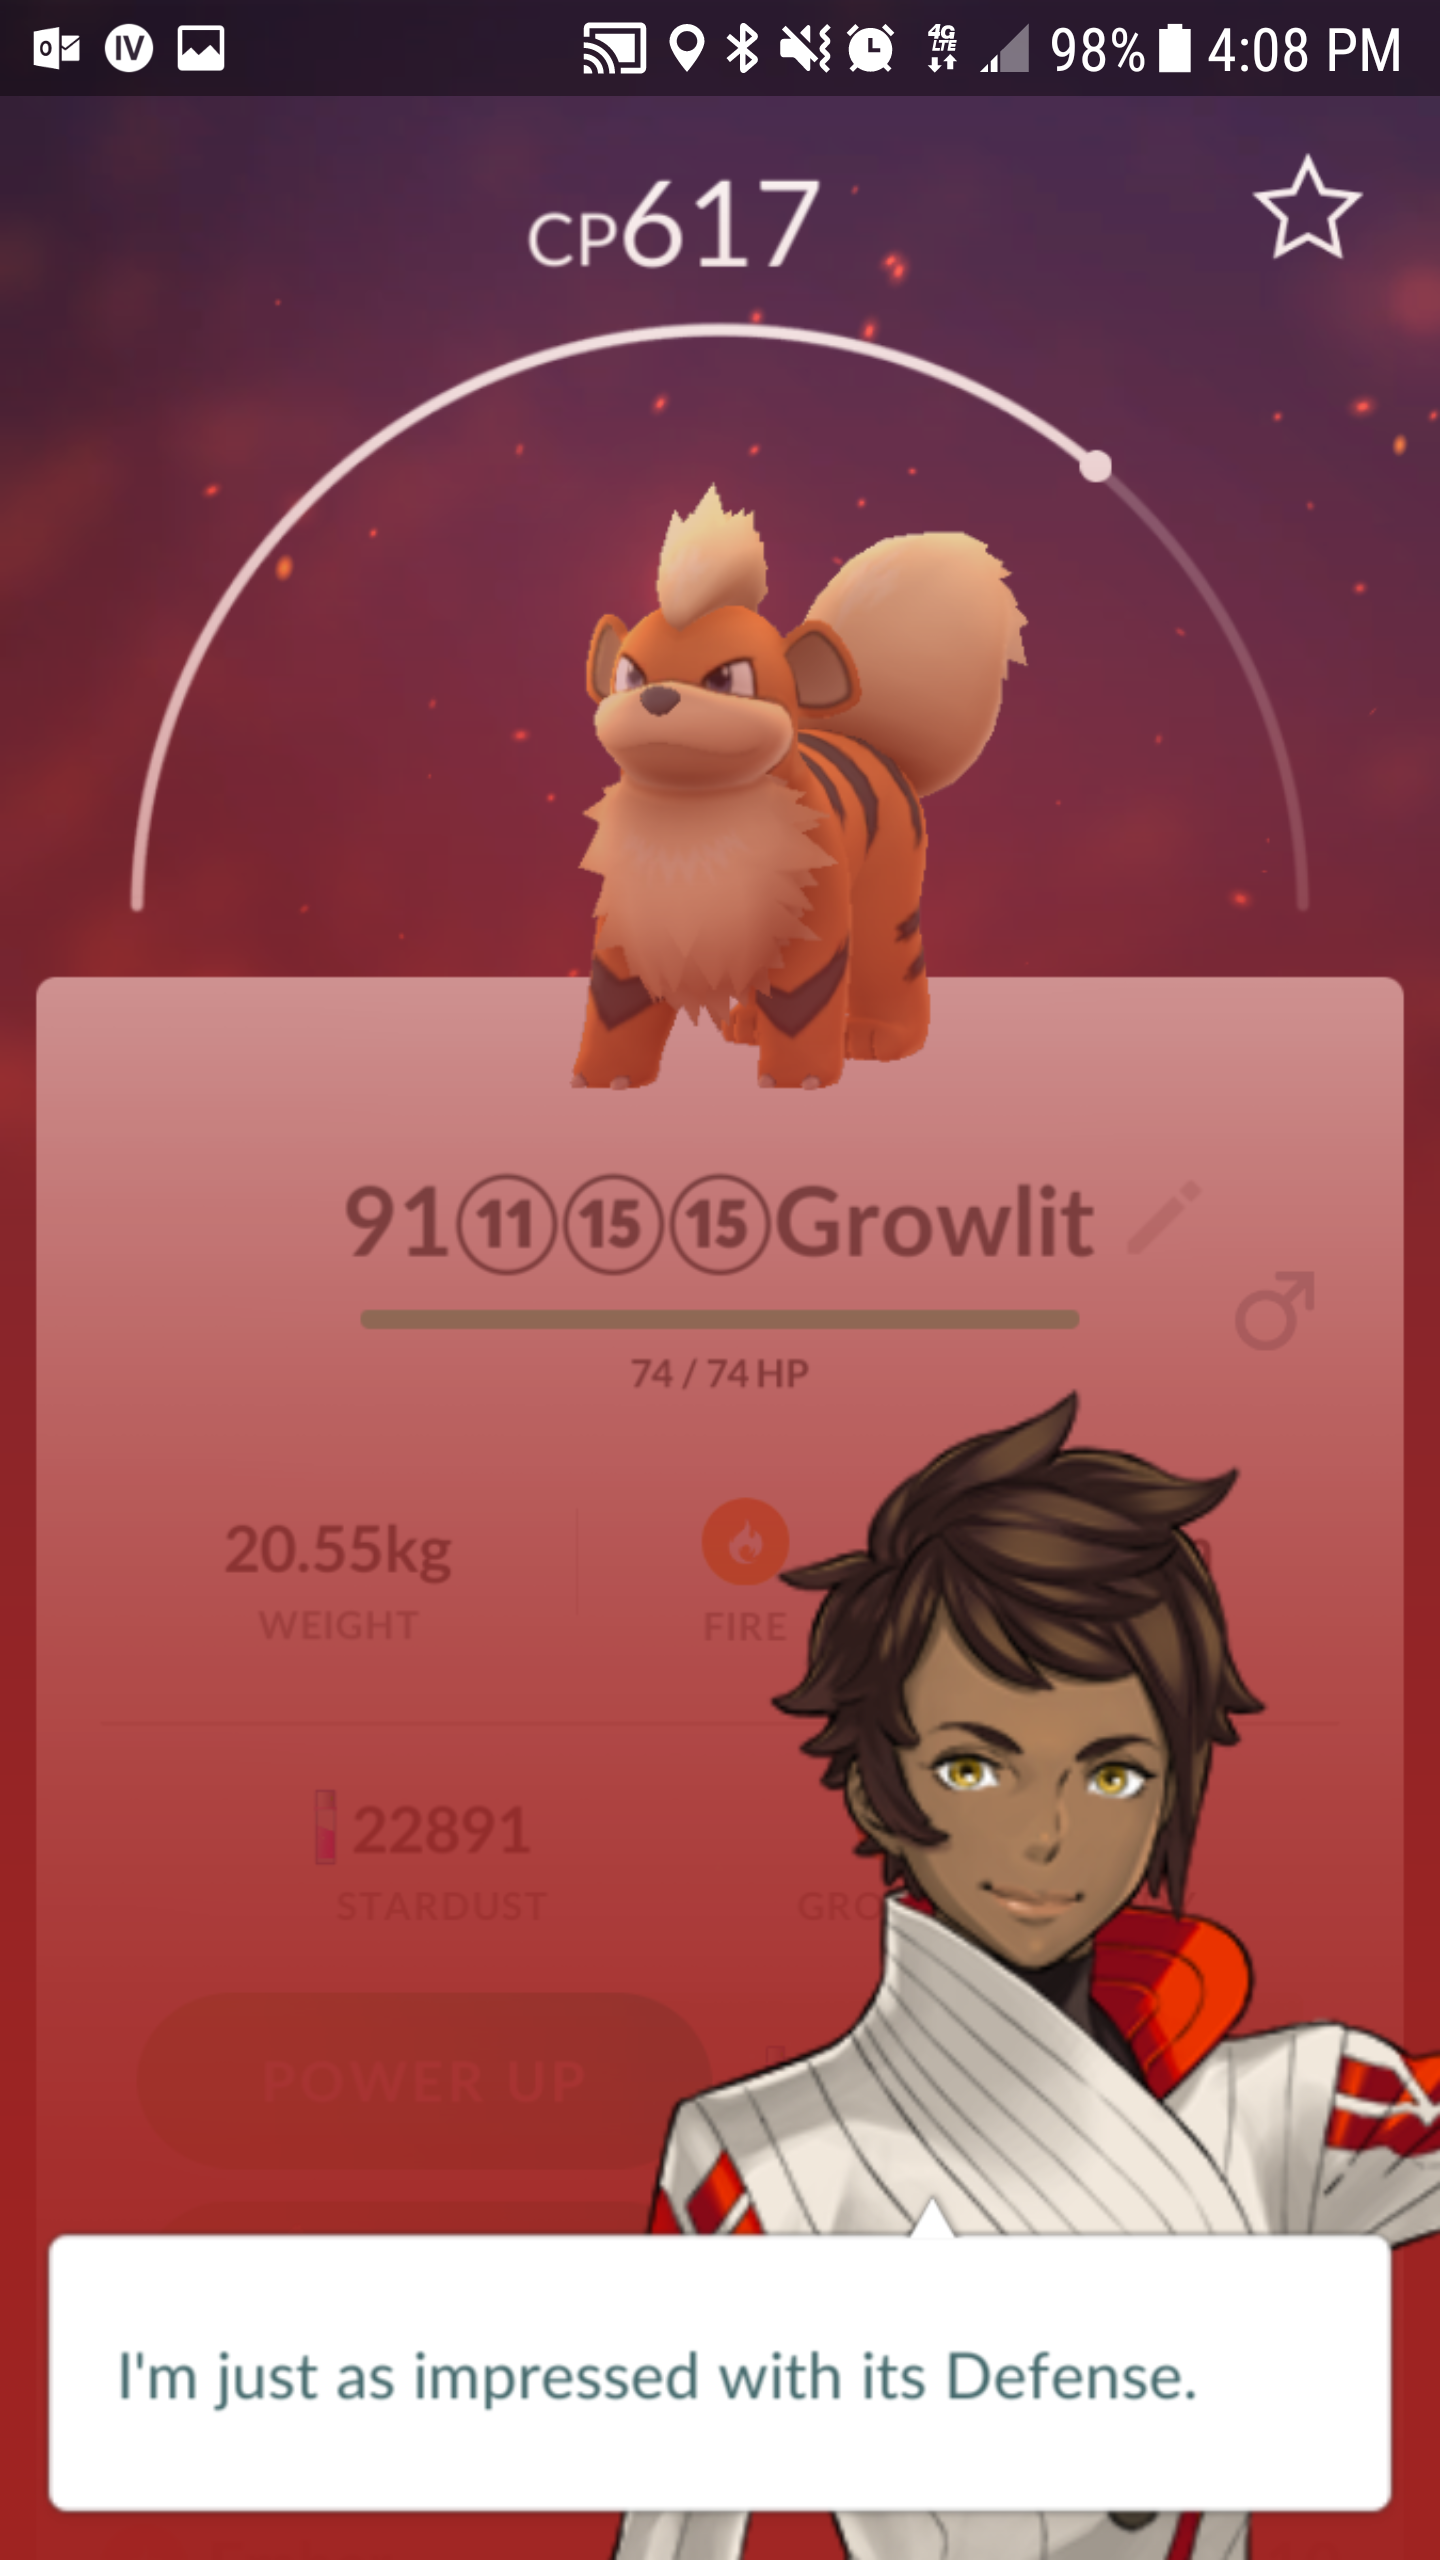 IV 4G LTE 98% 4:08 PM
CP617
91⑪⑮⑮Growlit
74 / 74 HP
20.55kg
WEIGHT
FIRE
22891
STARDUST
POWER UP
I'm just as impressed with its Defense.